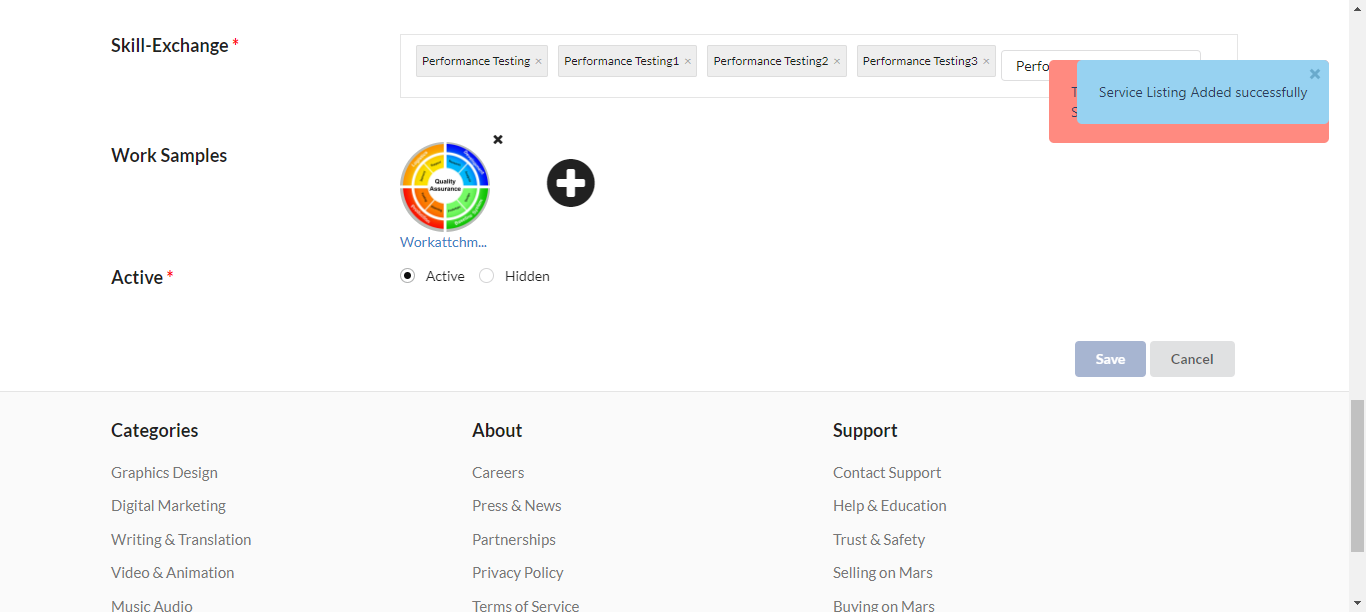 Skill-Exchange *
Performance Testing × Performance Testing1 × Performance Testing2 × Performance Testing3 ×
Service Listing Added successfully
Work Samples
Quality
Assurance
Workattchm...
Active *
Active Hidden
Save Cancel
Categories About Support
Graphics Design Careers Contact Support
Digital Marketing Press & News Help & Education
Writing & Translation Partnerships Trust & Safety
Video & Animation Privacy Policy Selling on Mars
Music Audio Terms of Service Buying on Mars